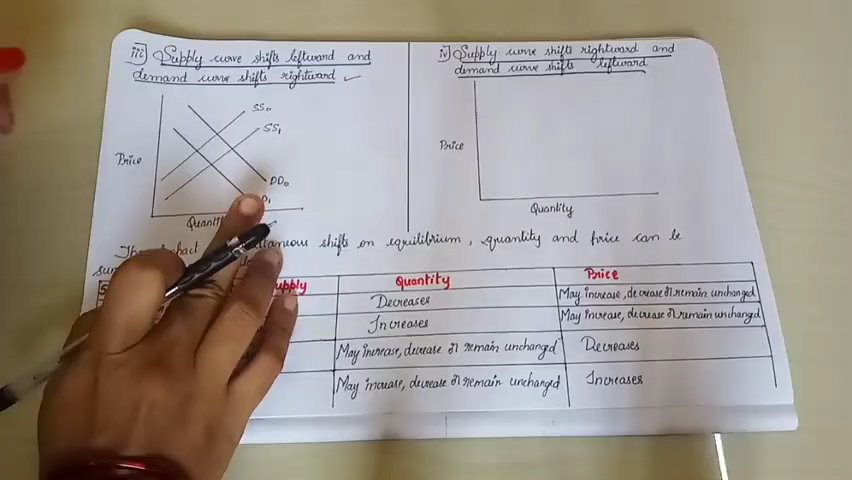 iii] Supply curve shifts leftward and
demand curve shifts rightward ✓
SS₀
SS₁
Price
DD₀
Quantit
iv] Supply curve shifts rightward and
demand curve shifts leftward
Price
Quantity
shifts on equilibrium, quantity and price can be
Quantity
Price
Decreases
May increase, decrease or remain unchanged
Increases
May increase, decrease or remain unchanged
May increase, decrease or remain unchanged
Decreases
May increase, decrease or remain unchanged
Increases